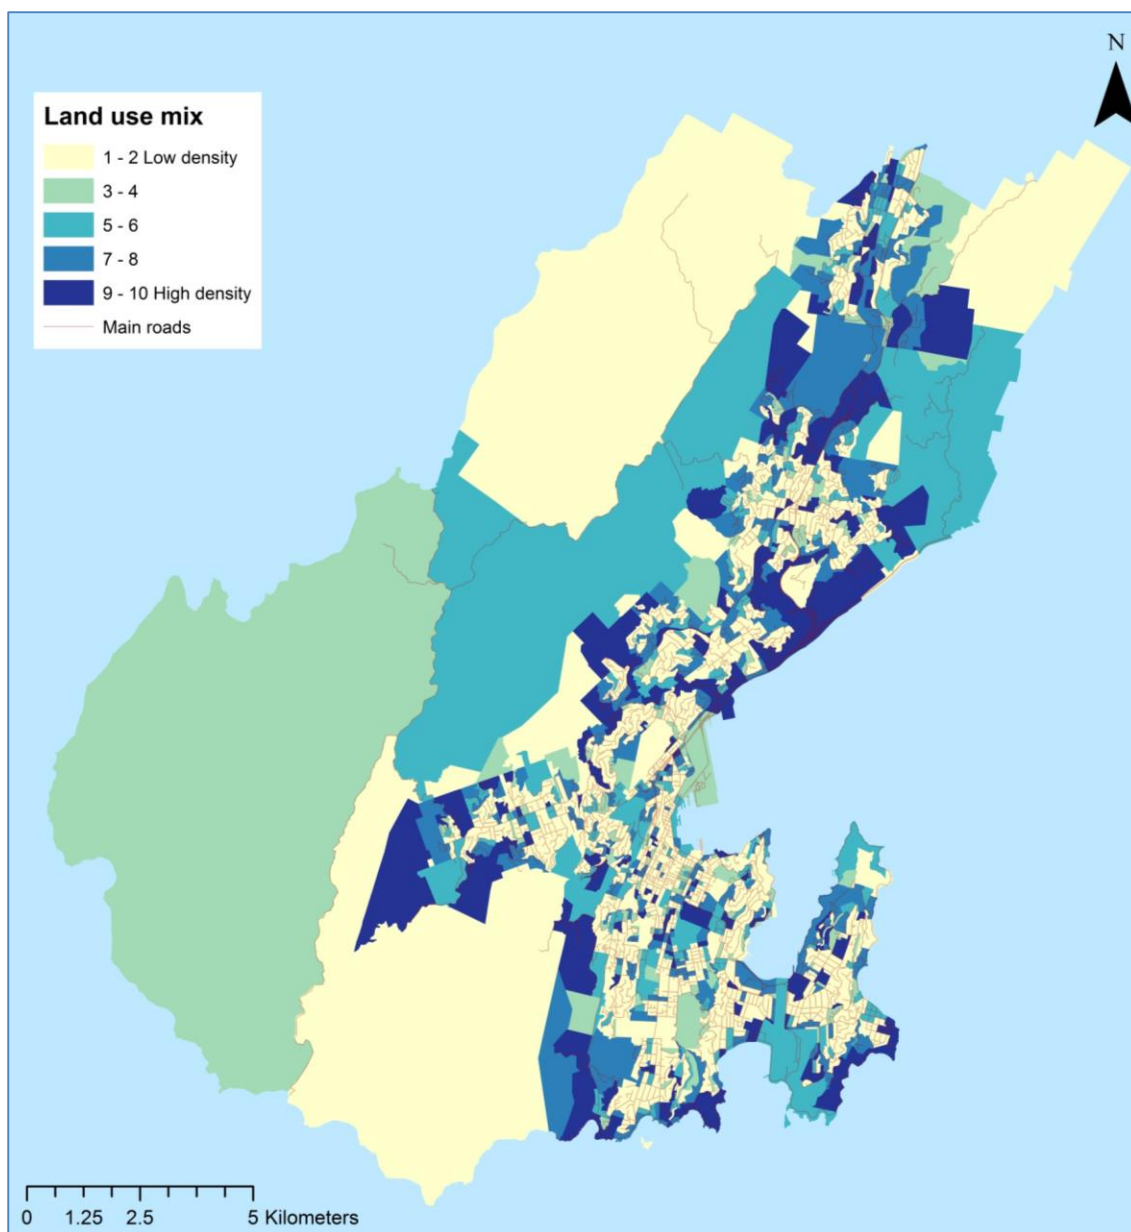 N
Land use mix
1 - 2 Low density
3 - 4
5 - 6
7 - 8
9 - 10 High density
Main roads
0 1.25 2.5 5 Kilometers